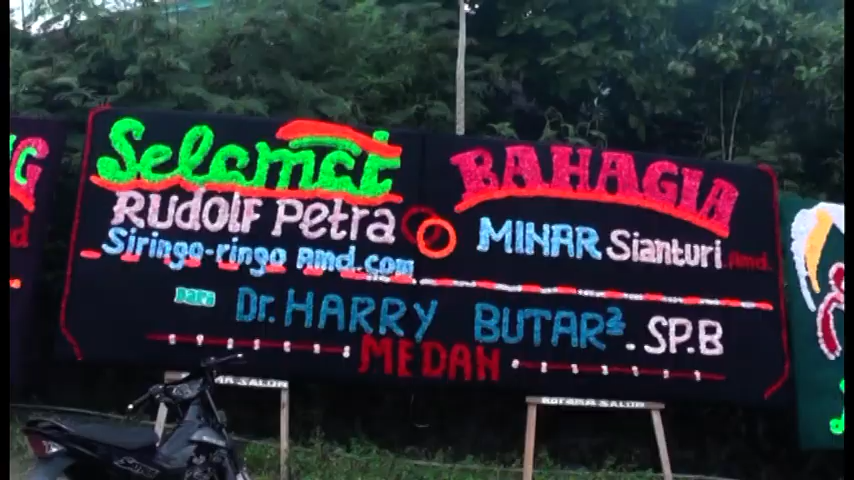 Selamat BAHAGIA
Rudolf Petra
Siringo-ringo Amd.com
MINAR Sianturi.Amd.
Dari
Dr. HARRY BUTAR² . SP.B
MEDAN